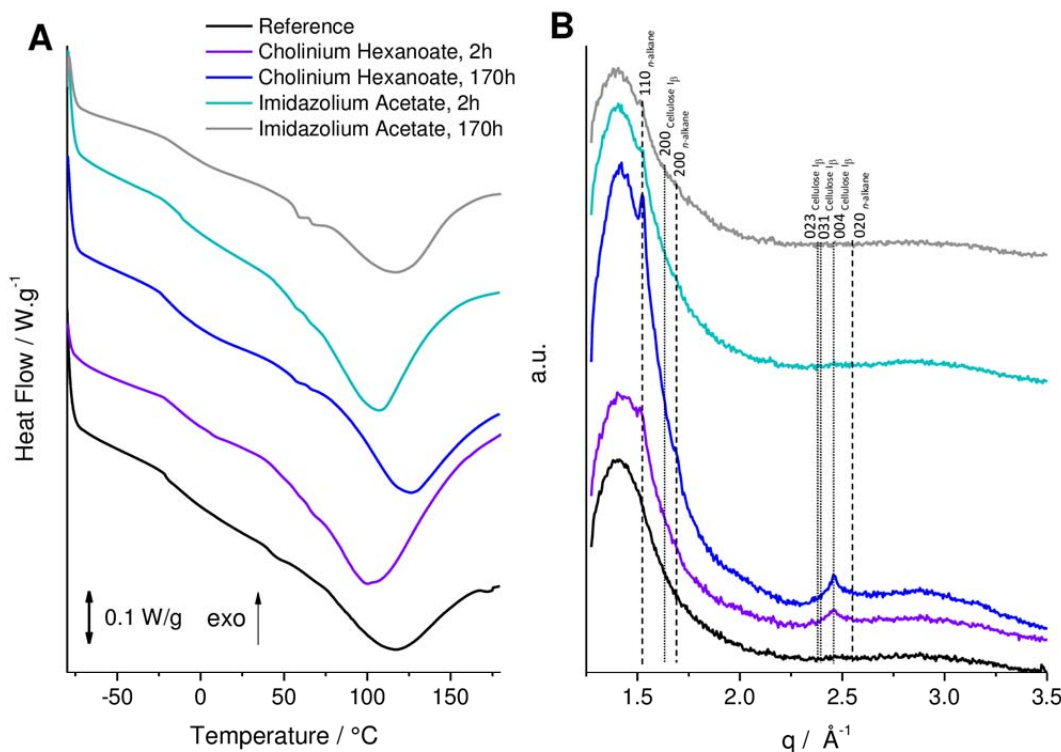 A
Reference
Cholinium Hexanoate, 2h
Cholinium Hexanoate, 170h
Imidazolium Acetate, 2h
Imidazolium Acetate, 170h
Heat Flow / W.g⁻¹
0.1 W/g
exo
-50
0
50
100
150
Temperature / °C
B
110 n-alkane
200 Cellulose Iβ
200 n-alkane
023 Cellulose Iβ
031 Cellulose Iβ
004 Cellulose Iβ
020 n-alkane
a.u.
1.5
2.0
2.5
3.0
3.5
q / Å⁻¹